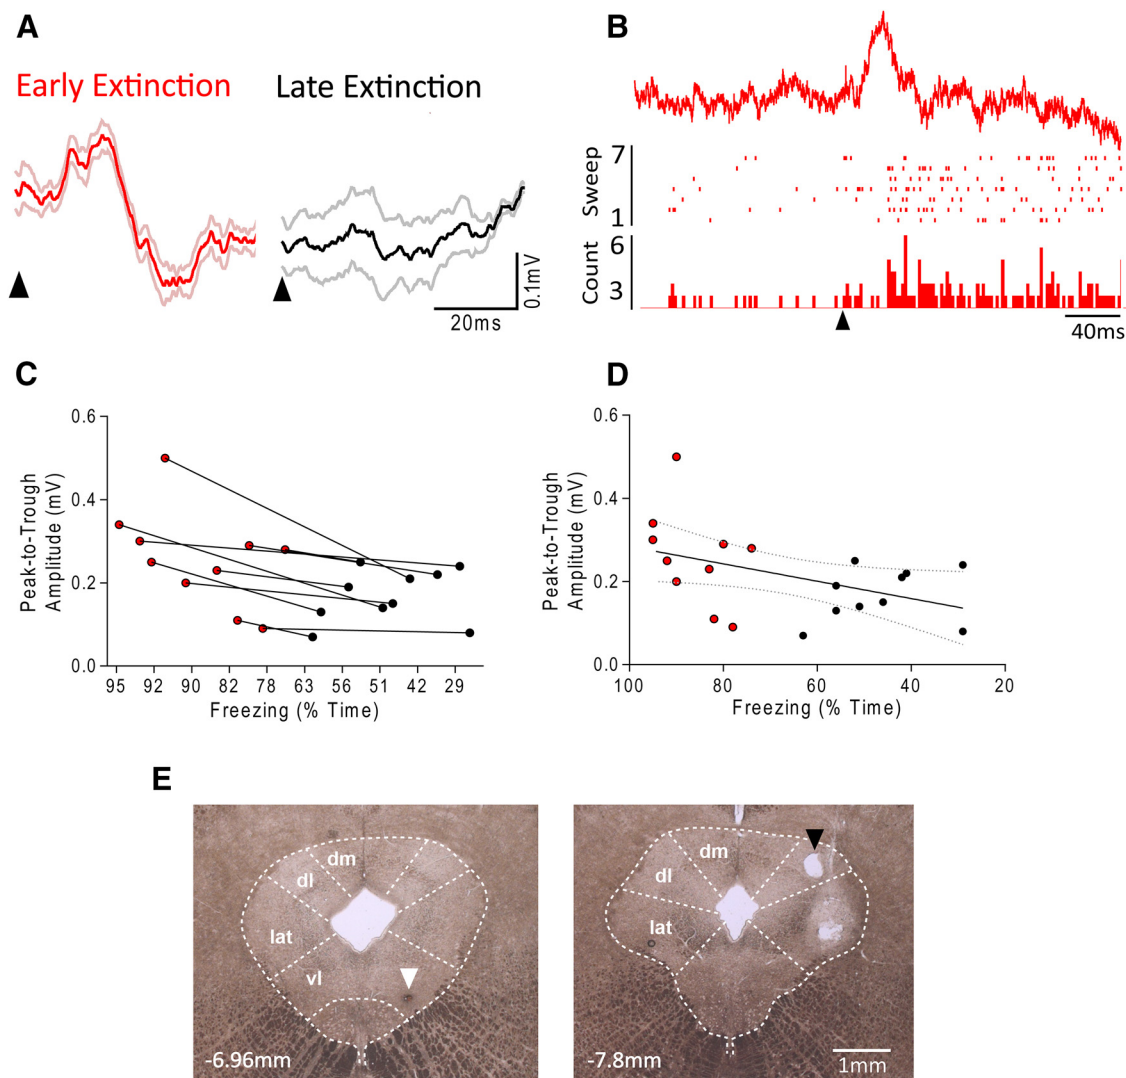 A
Early Extinction
Late Extinction
0.1mV
20ms
B
Sweep
7
1
Count
6
3
40ms
C
Peak-to-Trough
Amplitude (mV)
0.6
0.4
0.2
0.0
95 92 90 82 78 63 56 51 42 29
Freezing (% Time)
D
Peak-to-Trough
Amplitude (mV)
0.6
0.4
0.2
0.0
100 80 60 40 20
Freezing (% Time)
E
dm
dl
lat
vl
-6.96mm
dm
dl
lat
-7.8mm
1mm